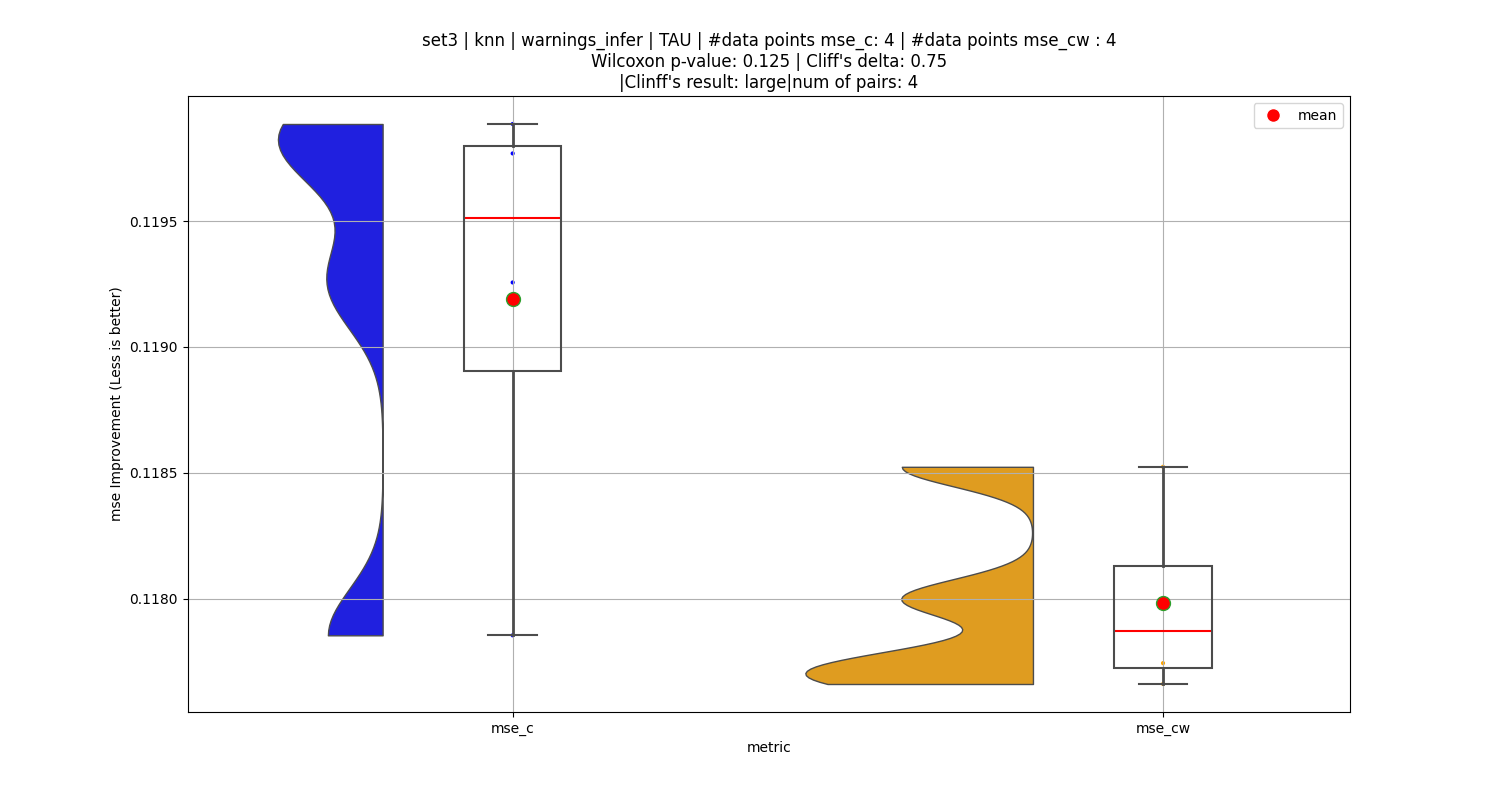 set3 | knn | warnings_infer | TAU | #data points mse_c: 4 | #data points mse_cw : 4
Wilcoxon p-value: 0.125 | Cliff's delta: 0.75
|Clinff's result: large|num of pairs: 4
mean
0.1195
0.1190
0.1185
0.1180
mse Improvement (Less is better)
mse_c
mse_cw
metric